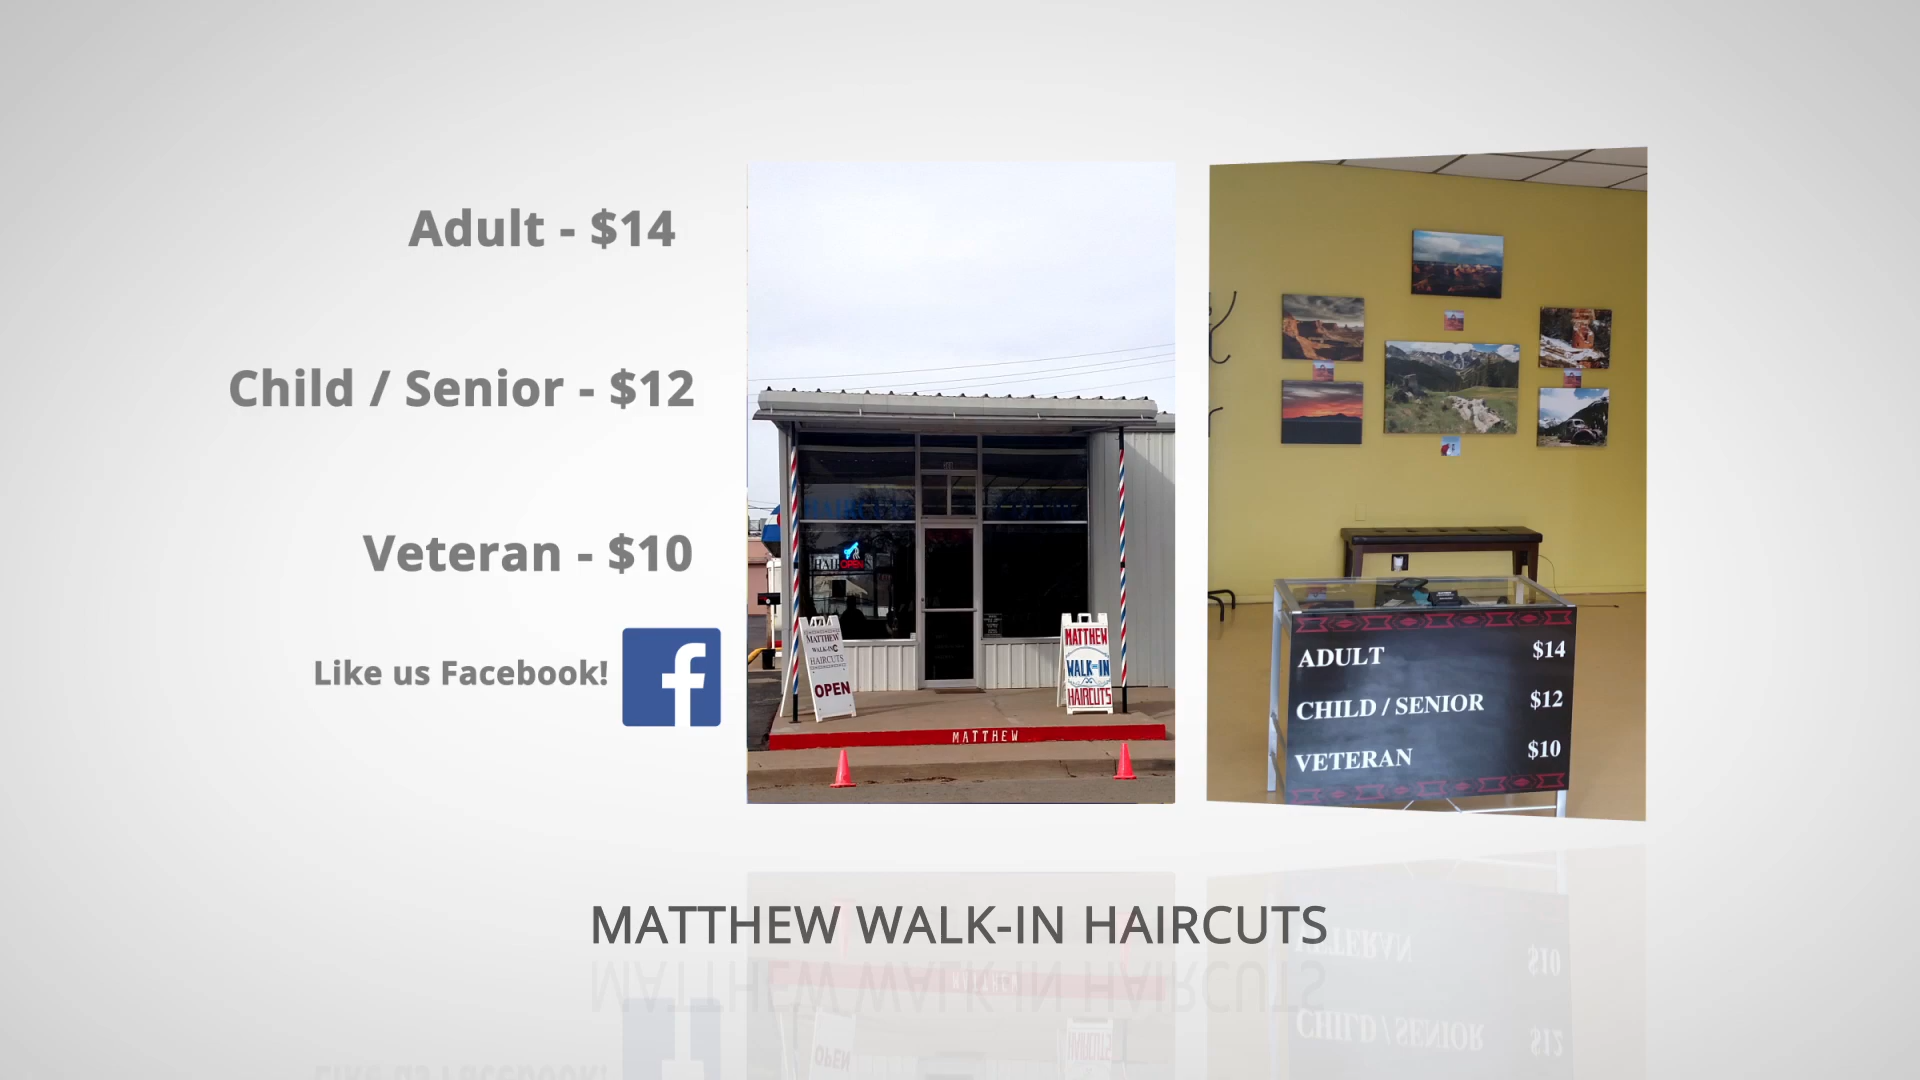 Adult - $14
Child / Senior - $12
Veteran - $10
Like us Facebook!
OPEN
MATTHEW
WALK-IN
HAIRCUTS
OPEN
MATTHEW
WALK-IN
HAIRCUTS
MATTHEW
ADULT $14
CHILD / SENIOR $12
VETERAN $10
MATTHEW WALK-IN HAIRCUTS